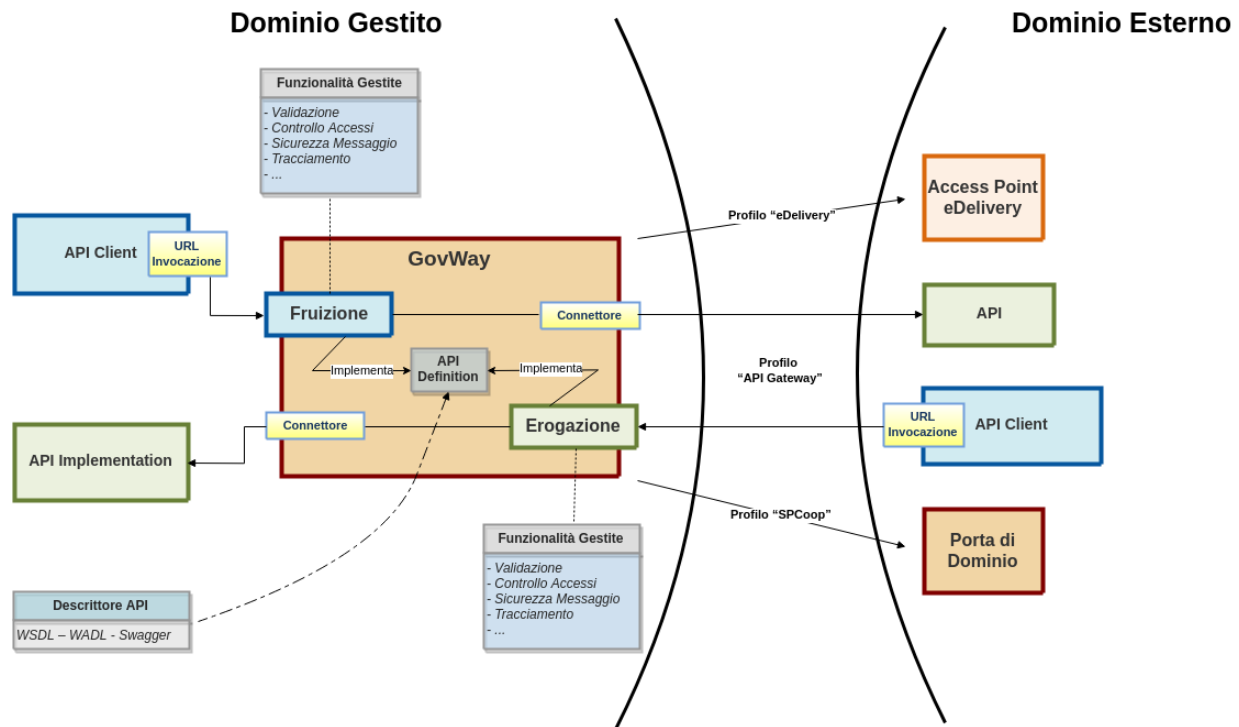 Dominio Gestito
Dominio Esterno
Funzionalità Gestite
- Validazione
- Controllo Accessi
- Sicurezza Messaggio
- Tracciamento
- ...
Access Point
eDelivery
Profilo “eDelivery”
API Client
URL
Invocazione
GovWay
Fruizione
Connettore
API
Implementa
API
Definition
Implementa
Profilo
“API Gateway”
Connettore
Erogazione
URL
Invocazione
API Client
API Implementation
Profilo “SPCoop”
Porta di
Dominio
Funzionalità Gestite
- Validazione
- Controllo Accessi
- Sicurezza Messaggio
- Tracciamento
- ...
Descrittore API
WSDL – WADL - Swagger